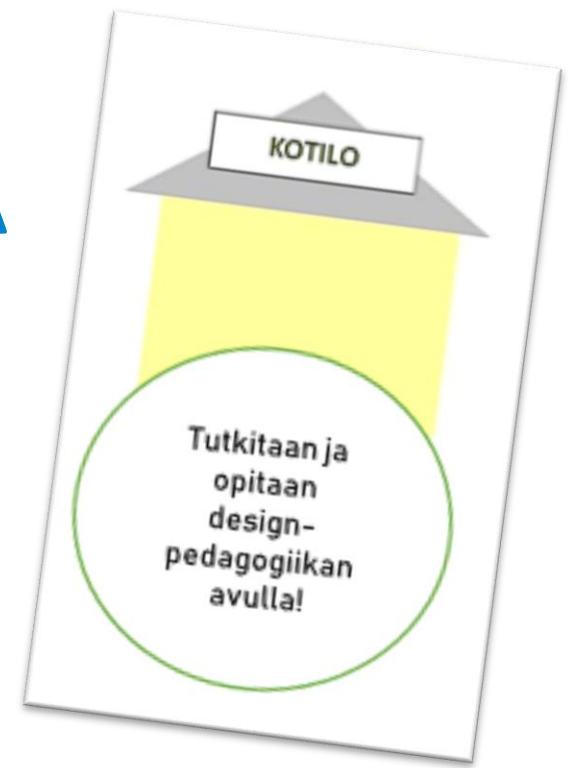 KOTILO
Tutkitaan ja
opitaan
design-
pedagogiikan
avulla!